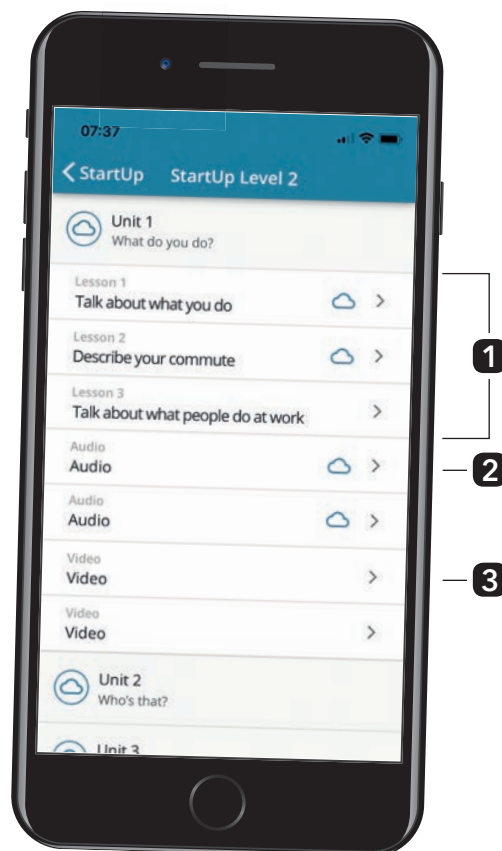 07:37
StartUp StartUp Level 2
Unit 1
What do you do?
Lesson 1
Talk about what you do
Lesson 2
Describe your commute
Lesson 3
Talk about what people do at work
Audio
Audio
Audio
Audio
Video
Video
Video
Video
Unit 2
Who's that?
Unit 3
1
2
3